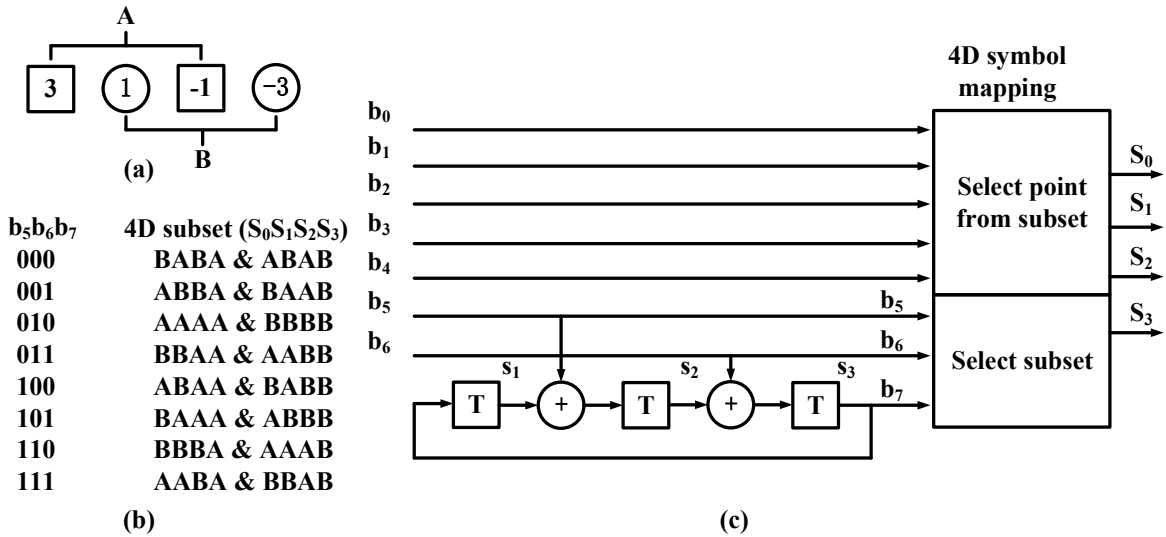 A
3 1 -1 -3
B
(a)
b₅b₆b₇ 4D subset (S₀S₁S₂S₃)
000 BABA & ABAB
001 ABBA & BAAB
010 AAAA & BBBB
011 BBAA & AABB
100 ABAA & BABB
101 BAAA & ABBB
110 BBBA & AAAB
111 AABA & BBAB
(b)
4D symbol
mapping
b₀
b₁
b₂
b₃
b₄
b₅ b₅
b₆ b₆
s₁ s₂ s₃
T + T + T b₇
Select point
from subset
Select subset
S₀
S₁
S₂
S₃
(c)